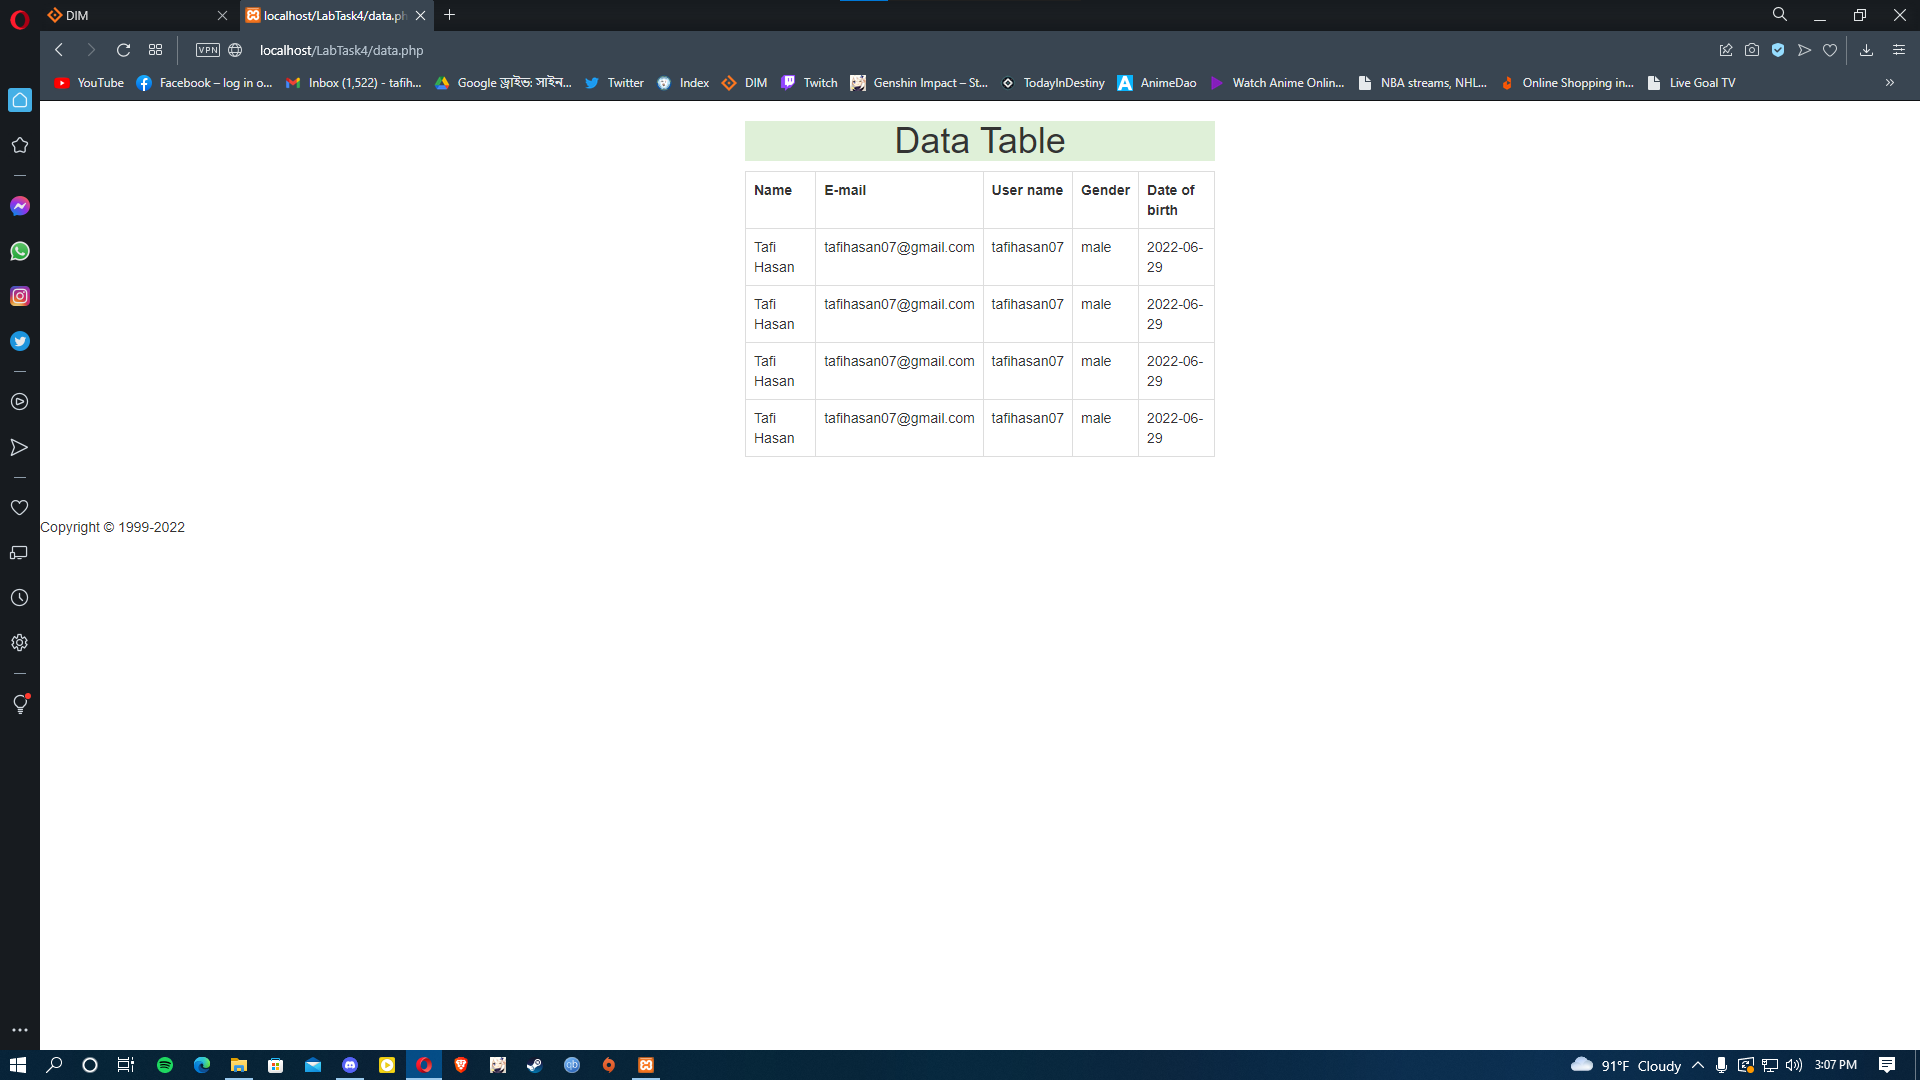 DIM
localhost/LabTask4/data.ph
VPN
localhost/LabTask4/data.php
YouTube
Facebook – log in o...
Inbox (1,522) - tafih...
Google ড্রাইভ: সাইন...
Twitter
Index
DIM
Twitch
Genshin Impact – St...
TodayInDestiny
AnimeDao
Watch Anime Onlin...
NBA streams, NHL...
Online Shopping in...
Live Goal TV
Data Table
Name E-mail User name Gender Date of
birth
Tafi tafihasan07@gmail.com tafihasan07 male 2022-06-
Hasan 29
Tafi tafihasan07@gmail.com tafihasan07 male 2022-06-
Hasan 29
Tafi tafihasan07@gmail.com tafihasan07 male 2022-06-
Hasan 29
Tafi tafihasan07@gmail.com tafihasan07 male 2022-06-
Hasan 29
Copyright © 1999-2022
91°F Cloudy
3:07 PM